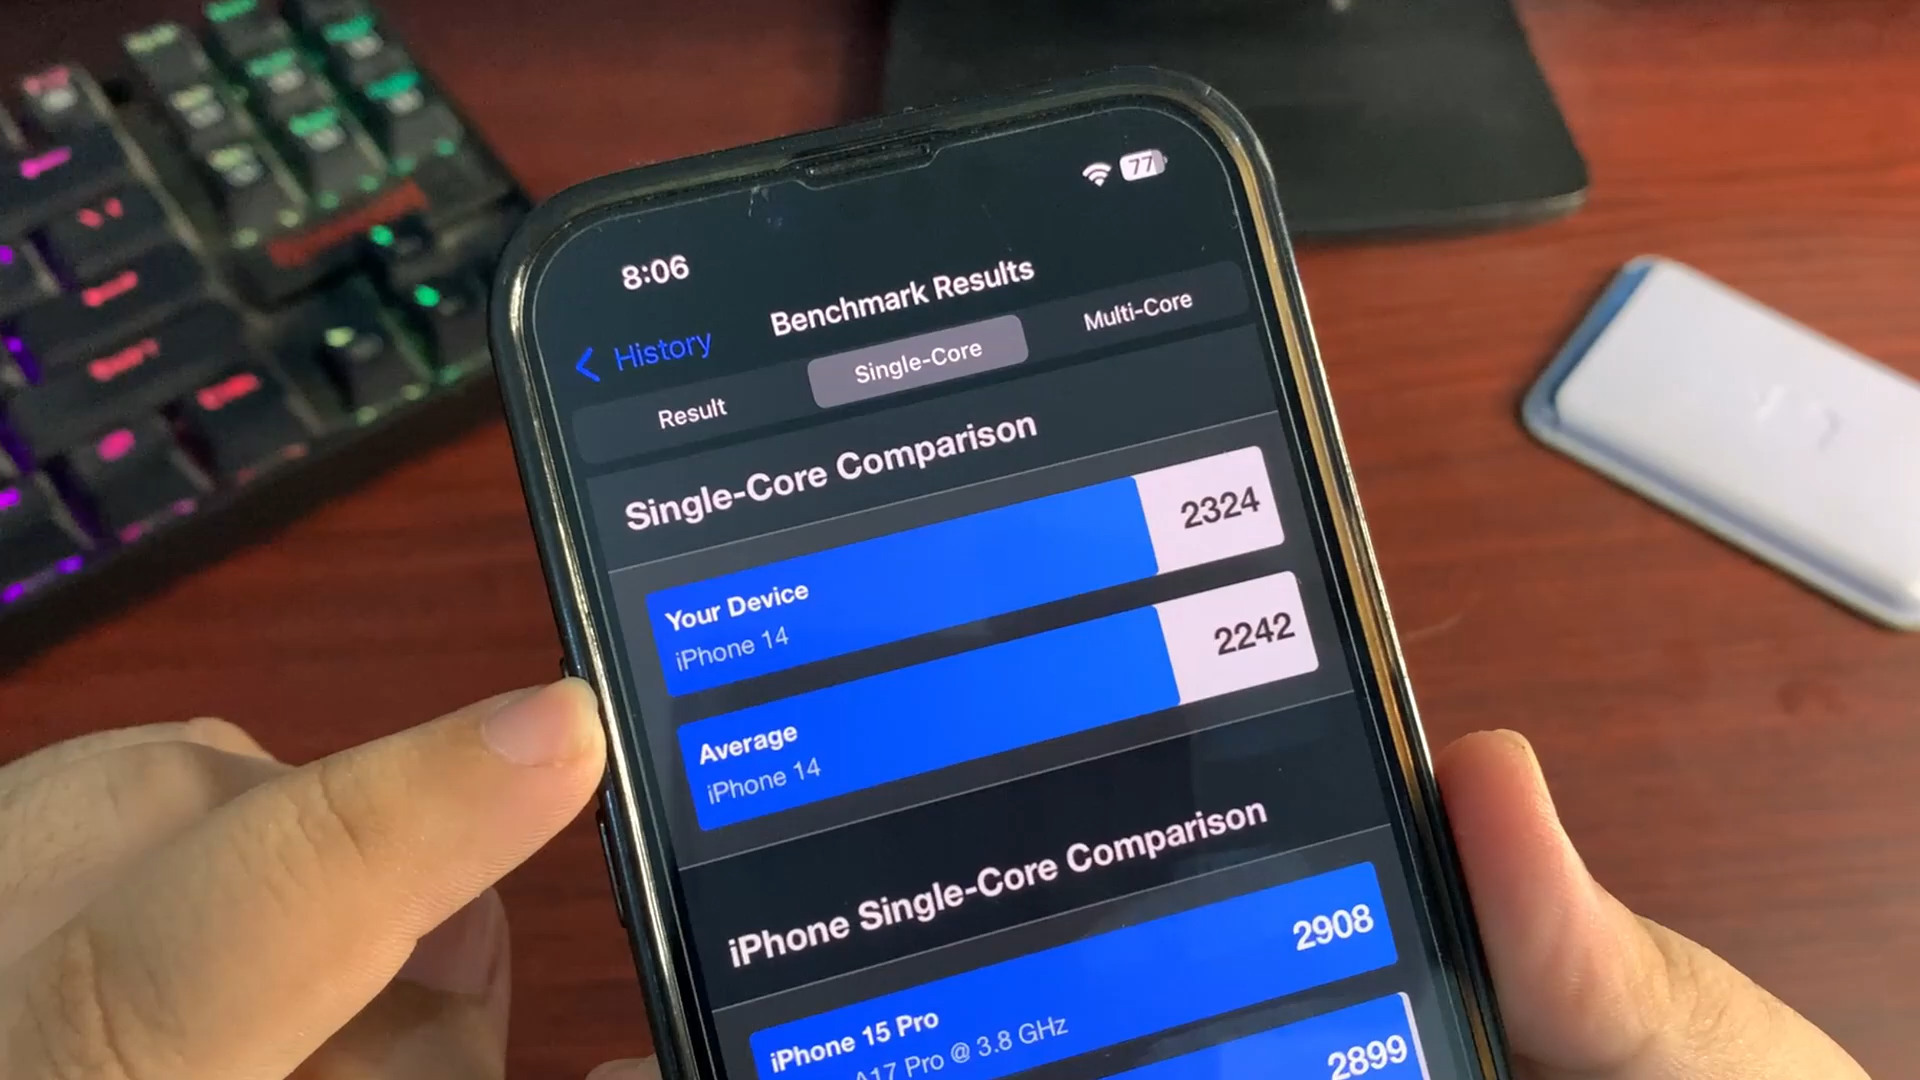 77
8:06
Benchmark Results
History
Result
Single-Core
Multi-Core
Single-Core Comparison
Your Device
iPhone 14
2324
Average
iPhone 14
2242
iPhone Single-Core Comparison
iPhone 15 Pro
A17 Pro @ 3.8 GHz
2908
2899